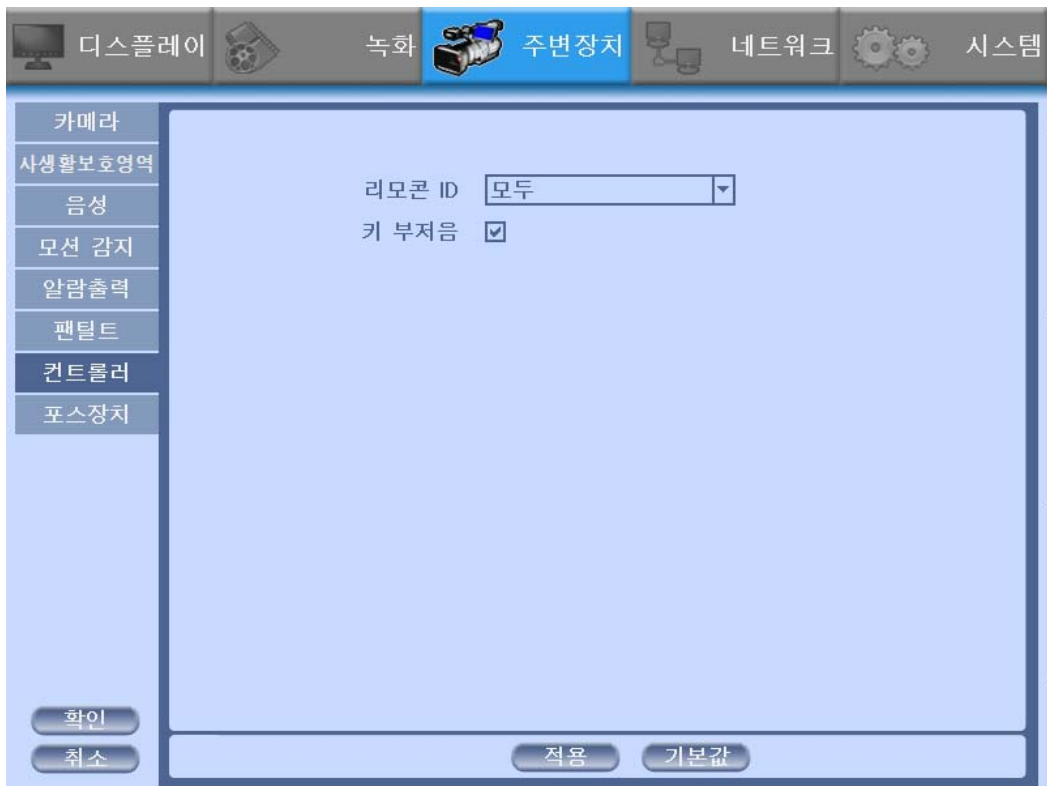 디스플레이 녹화 주변장치 네트워크 시스템
카메라
사생활보호영역
음성
모션 감지
알람출력
팬틸트
컨트롤러
포스장치
리모콘 ID 모두
키 부저음
확인
취소
적용 기본값